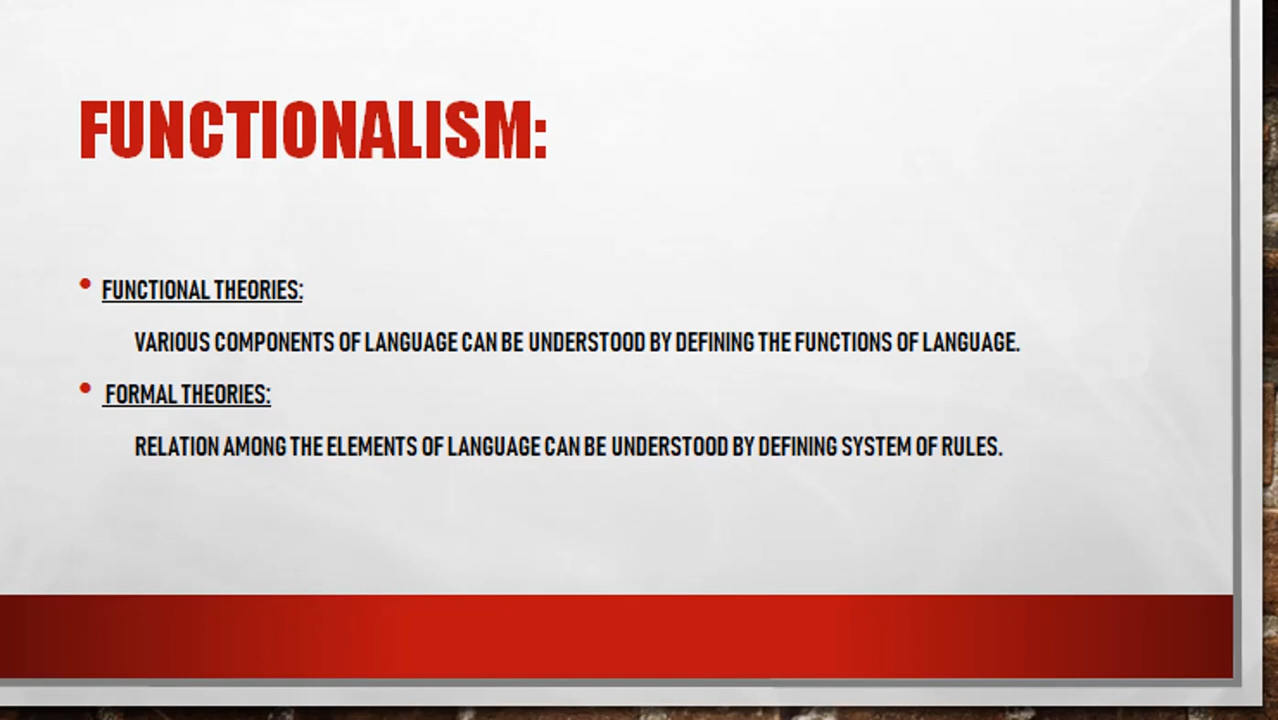 FUNCTIONALISM:
• FUNCTIONAL THEORIES:
VARIOUS COMPONENTS OF LANGUAGE CAN BE UNDERSTOOD BY DEFINING THE FUNCTIONS OF LANGUAGE.
• FORMAL THEORIES:
RELATION AMONG THE ELEMENTS OF LANGUAGE CAN BE UNDERSTOOD BY DEFINING SYSTEM OF RULES.